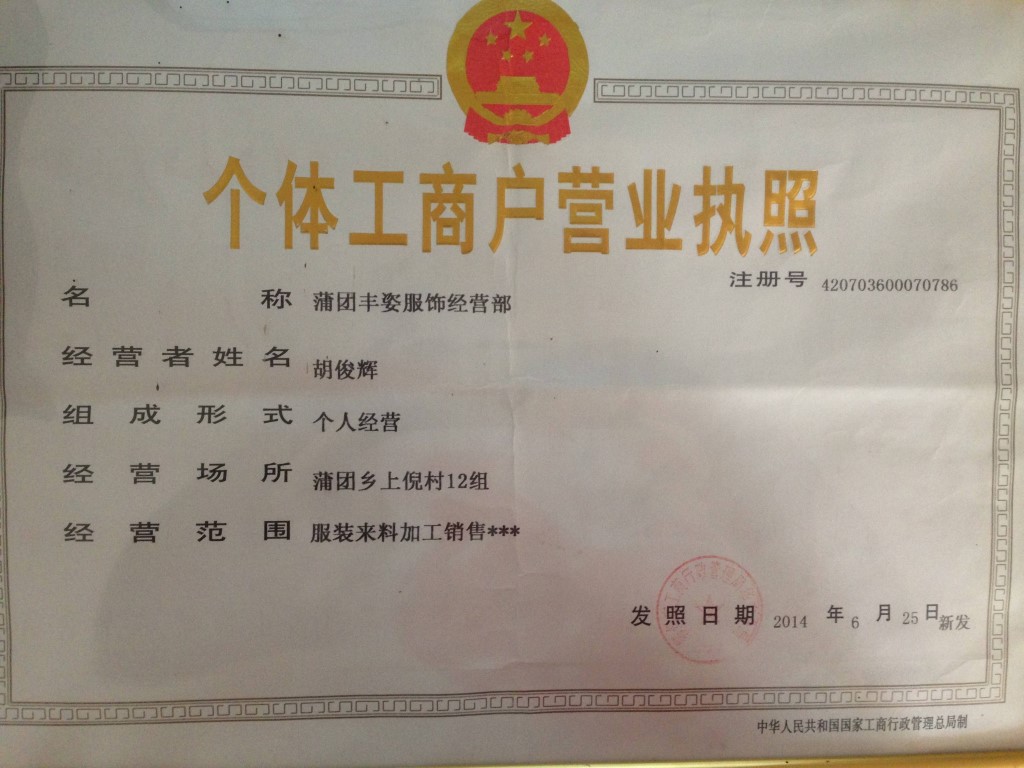 个体工商户营业执照
注册号 420703600070786
名称 蒲团丰姿服饰经营部
经营者姓名 胡俊辉
组成形式 个人经营
经营场所 蒲团乡上倪村12组
经营范围 服装来料加工销售***
发照日期 2014 年 6 月 25 日 新发
中华人民共和国国家工商行政管理总局制